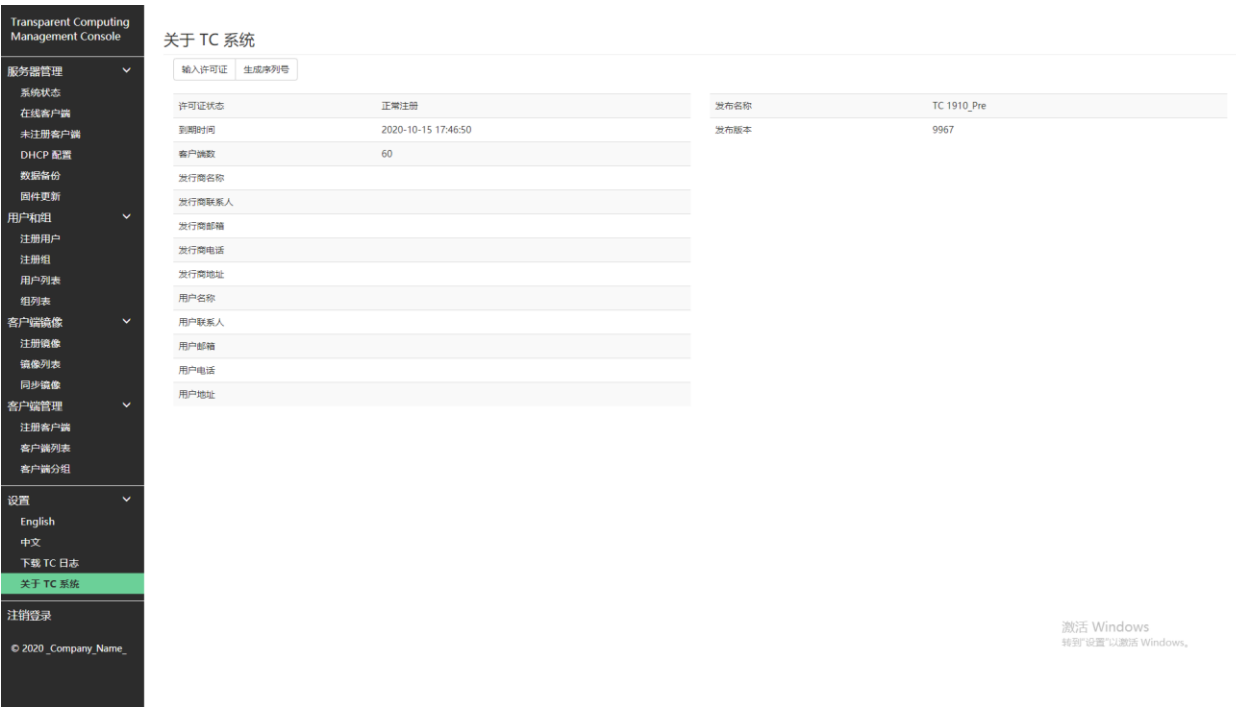 Transparent Computing
Management Console
服务器管理
系统状态
在线客户端
未注册客户端
DHCP 配置
数据备份
固件更新
用户和组
注册用户
注册组
用户列表
组列表
客户端镜像
注册镜像
镜像列表
同步镜像
客户端管理
注册客户端
客户端列表
客户端分组
设置
English
中文
下载 TC 日志
关于 TC 系统
注销登录
© 2020 _Company_Name_
关于 TC 系统
输入许可证 生成序列号
许可证状态 正常注册
到期时间 2020-10-15 17:46:50
客户端数 60
发行商名称
发行商联系人
发行商邮箱
发行商电话
发行商地址
用户名称
用户联系人
用户邮箱
用户电话
用户地址
发布名称 TC 1910_Pre
发布版本 9967
激活 Windows
转到"设置"以激活 Windows。